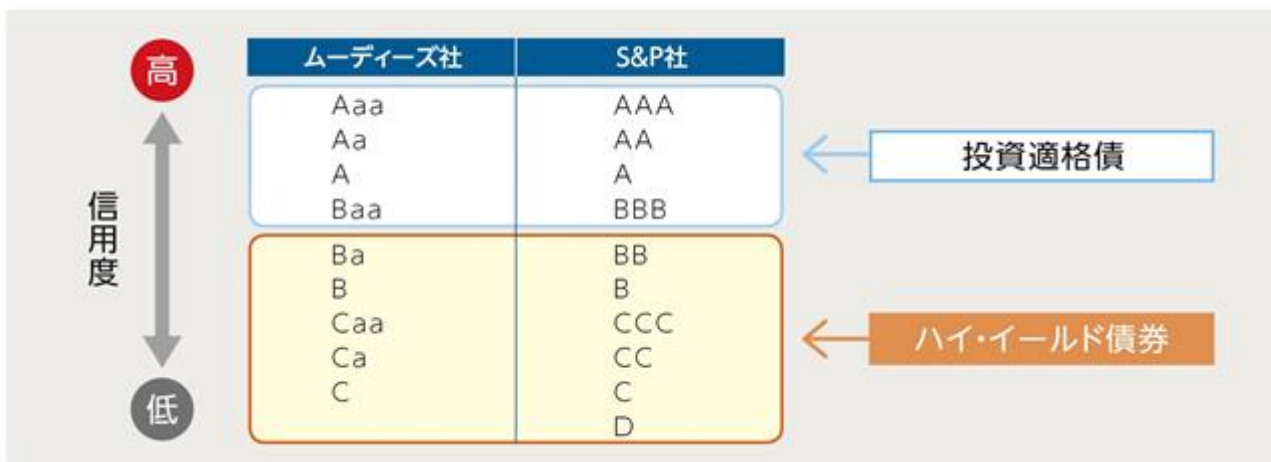 高
信用度
低
ムーディーズ社 S&P社
Aaa AAA
Aa AA
A A
Baa BBB
Ba BB
B B
Caa CCC
Ca CC
C C
D
投資適格債
ハイ・イールド債券